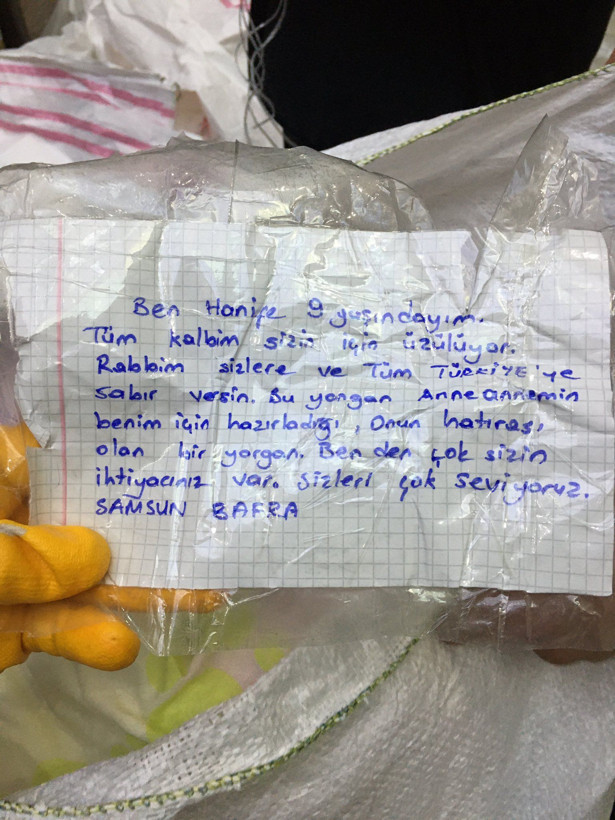 Ben Hanife 9 yaşındayım.
Tüm kalbim sizin için üzülüyor.
Rabbim sizlere ve Tüm TÜRKİYE'ye
sabır versin. Bu yorgan Anneannemin
benim için hazırladığı, Onun hatırası
olan bir yorgan. Ben den çok sizin
ihtiyacınız var. Sizleri çok seviyoruz.
SAMSUN BAFRA